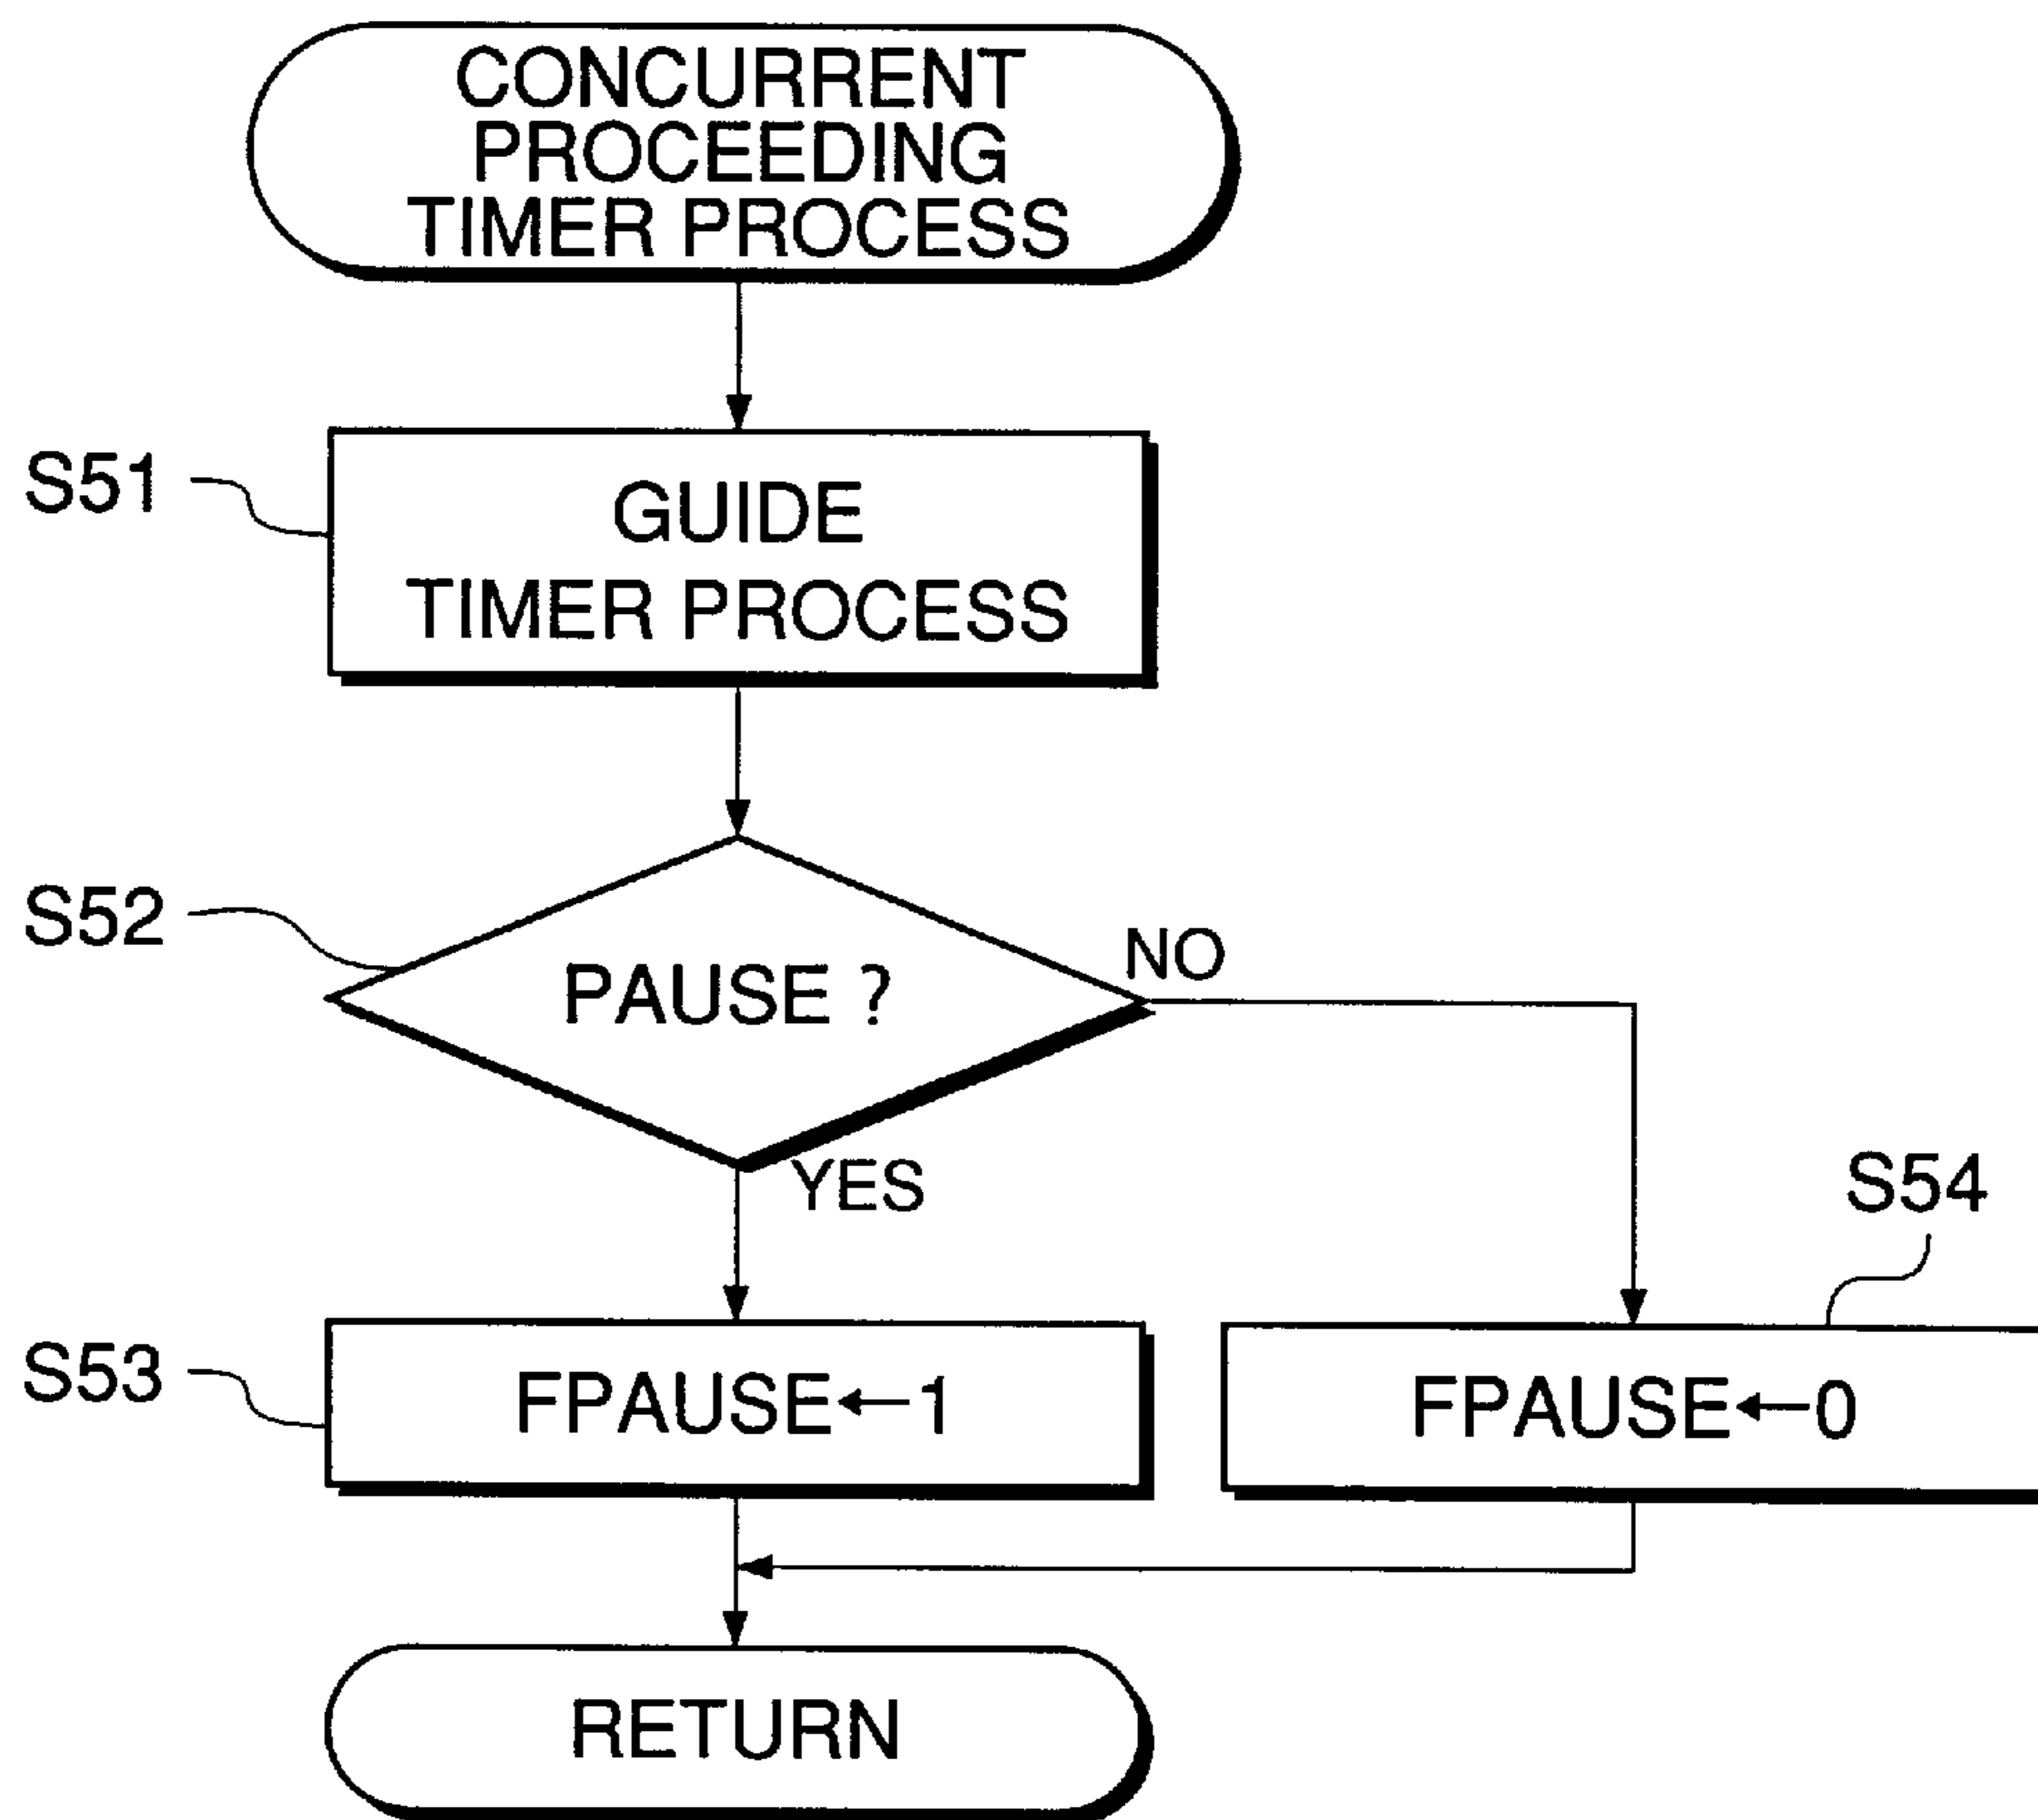 CONCURRENT
PROCEEDING
TIMER PROCESS
S51
GUIDE
TIMER PROCESS
S52
PAUSE ?
NO
YES
S54
S53
FPAUSE←1
FPAUSE←0
RETURN